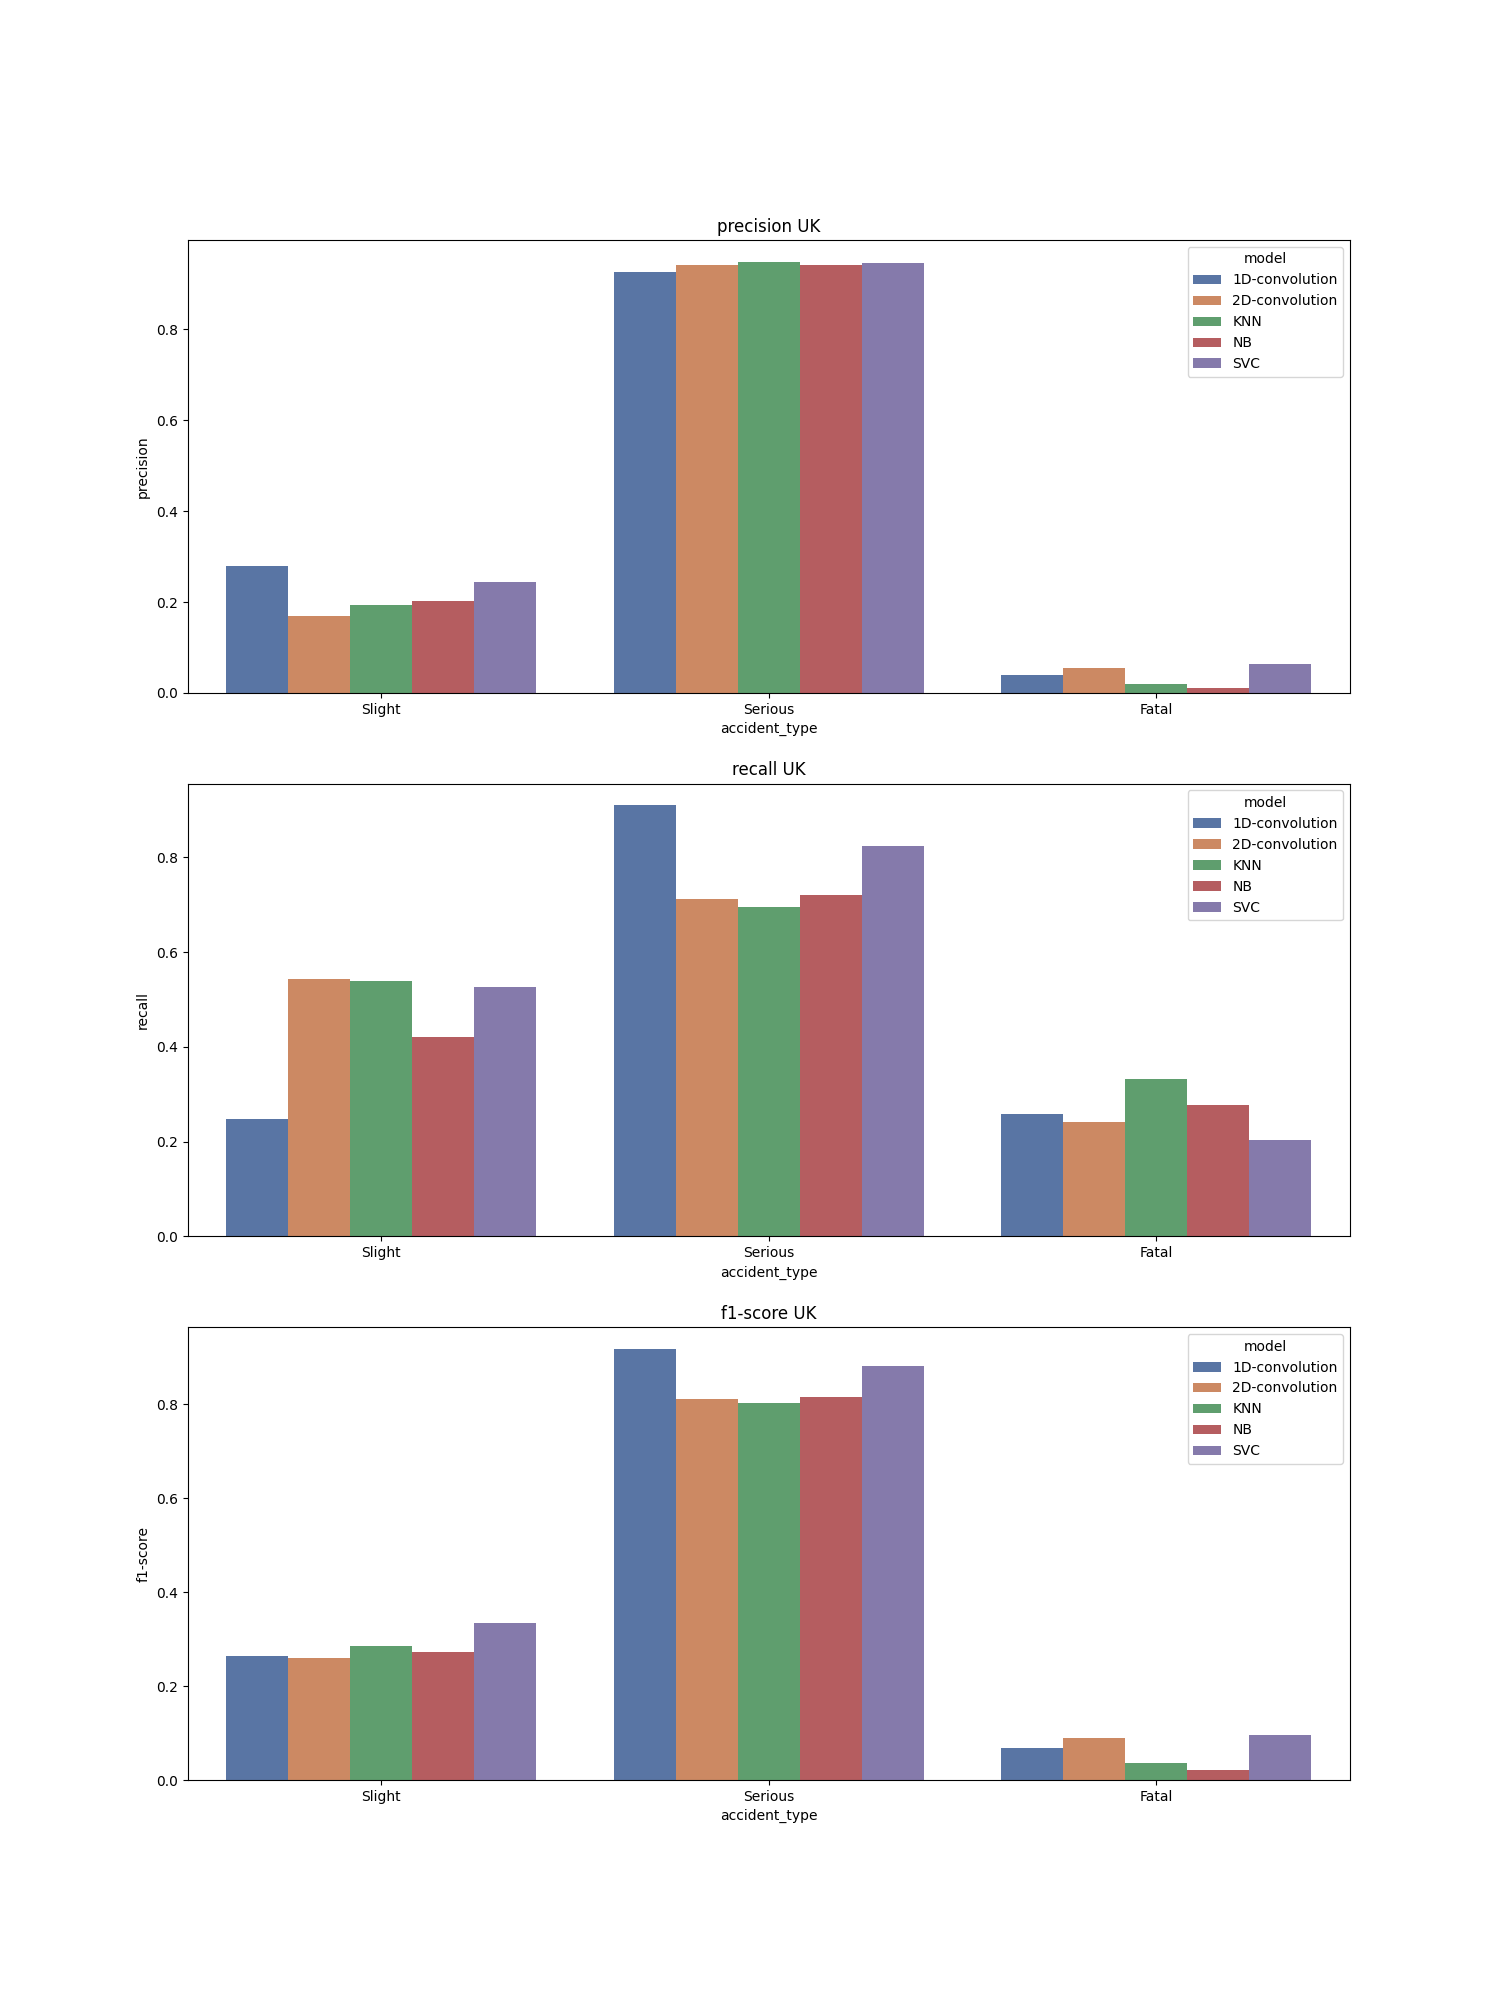 precision UK
model
1D-convolution
2D-convolution
KNN
NB
SVC
0.8
0.6
0.4
0.2
0.0
precision
Slight Serious Fatal
accident_type
recall UK
model
1D-convolution
2D-convolution
KNN
NB
SVC
0.8
0.6
0.4
0.2
0.0
recall
Slight Serious Fatal
accident_type
f1-score UK
model
1D-convolution
2D-convolution
KNN
NB
SVC
0.8
0.6
0.4
0.2
0.0
f1-score
Slight Serious Fatal
accident_type